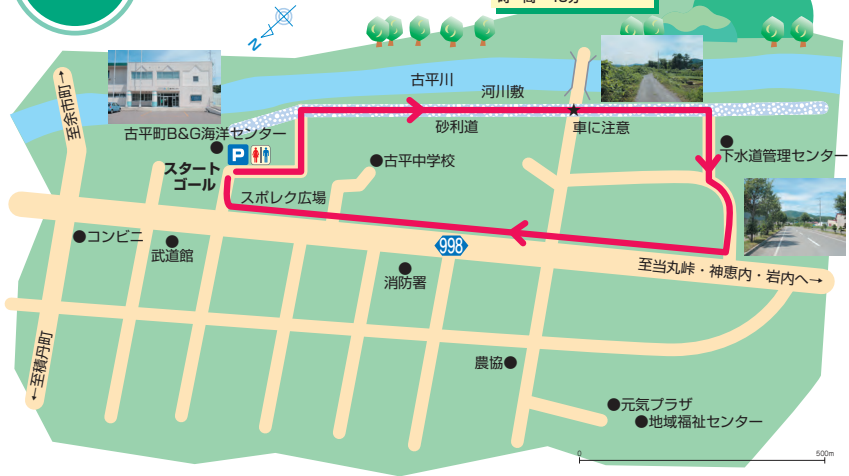 N
古平川
河川敷
至余市町→
古平町B&G海洋センター
砂利道
車に注意
P
スタート
ゴール
古平中学校
下水道管理センター
スポレク広場
コンビニ
武道館
998
消防署
至当丸峠・神恵内・岩内へ→
←至積丹町
農協
元気プラザ
地域福祉センター
0
500m